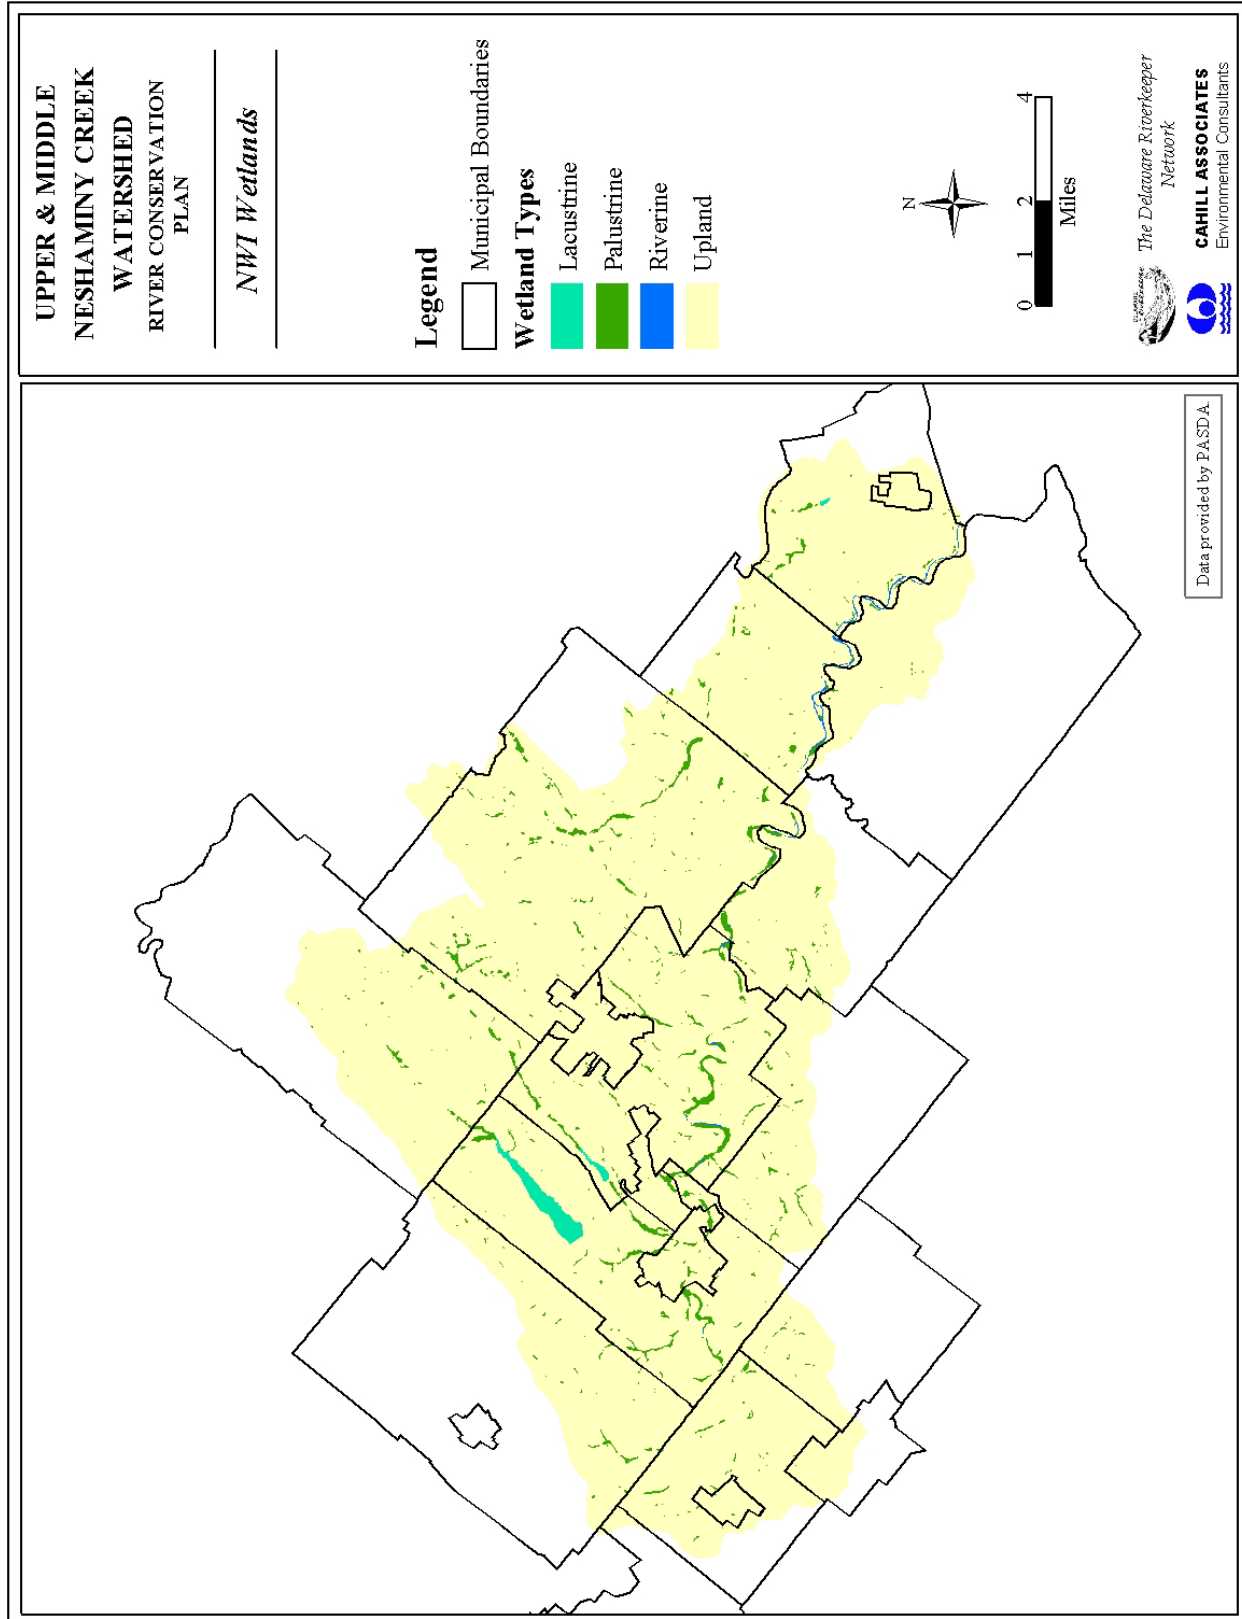 UPPER & MIDDLE
NESHAMINY CREEK
WATERSHED
RIVER CONSERVATION
PLAN
NWI Wetlands
Legend
Municipal Boundaries
Wetland Types
Lacustrine
Palustrine
Riverine
Upland
N
0 1 2 4
Miles
The Delaware Riverkeeper
Network
CAHILL ASSOCIATES
Environmental Consultants
Data provided by PASDA.